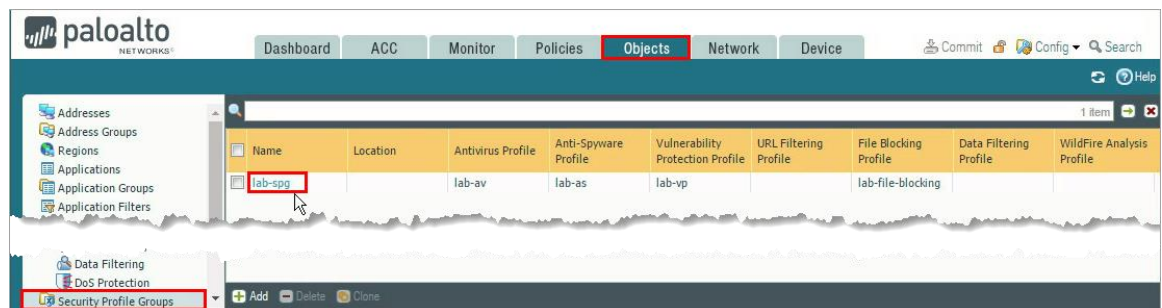 paloalto
NETWORKS
Dashboard ACC Monitor Policies Objects Network Device
Commit Config Search
Help
Addresses
Address Groups
Regions
Applications
Application Groups
Application Filters
1 item
Name Location Antivirus Profile Anti-Spyware Profile Vulnerability Protection Profile URL Filtering Profile File Blocking Profile Data Filtering Profile WildFire Analysis Profile
lab-spg lab-av lab-as lab-vp lab-file-blocking
Data Filtering
DoS Protection
Security Profile Groups
Add Delete Clone